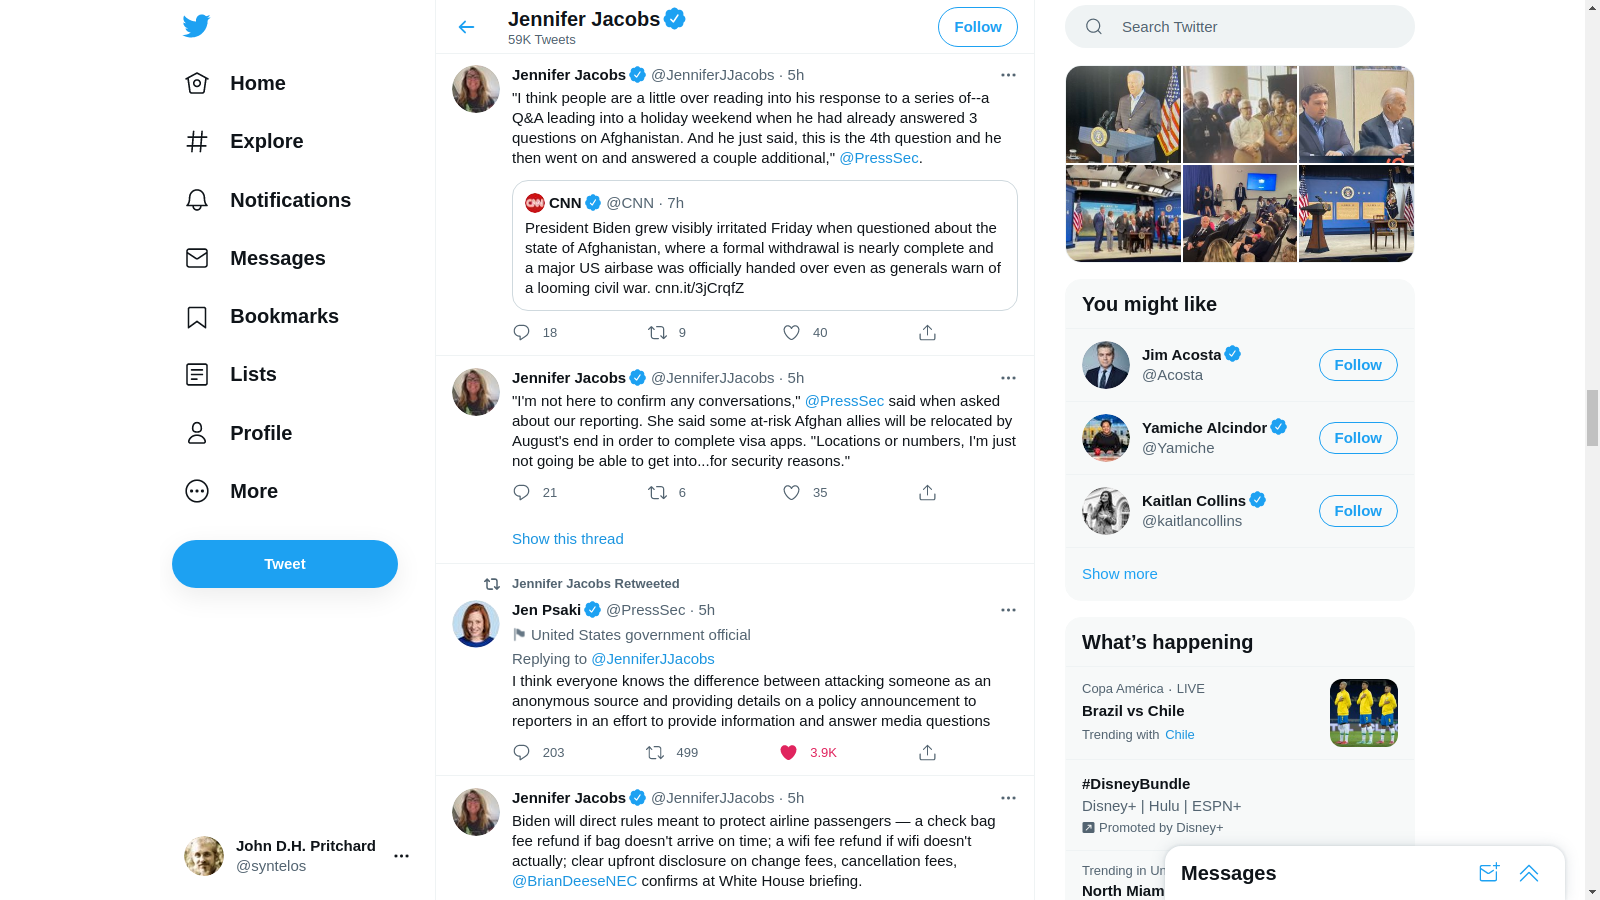 Home
Explore
Notifications
Messages
Bookmarks
Lists
Profile
More
Tweet
John D.H. Pritchard
@syntelos
Jennifer Jacobs
59K Tweets
Follow
Jennifer Jacobs @JenniferJJacobs · 5h
"I think people are a little over reading into his response to a series of--a
Q&A leading into a holiday weekend when he had already answered 3
questions on Afghanistan. And he just said, this is the 4th question and he
then went on and answered a couple additional," @PressSec.
CNN CNN @CNN · 7h
President Biden grew visibly irritated Friday when questioned about the
state of Afghanistan, where a formal withdrawal is nearly complete and
a major US airbase was officially handed over even as generals warn of
a looming civil war. cnn.it/3jCrqfZ
18 9 40
Jennifer Jacobs @JenniferJJacobs · 5h
"I'm not here to confirm any conversations," @PressSec said when asked
about our reporting. She said some at-risk Afghan allies will be relocated by
August's end in order to complete visa apps. "Locations or numbers, I'm just
not going be able to get into...for security reasons."
21 6 35
Show this thread
Jennifer Jacobs Retweeted
Jen Psaki @PressSec · 5h
United States government official
Replying to @JenniferJJacobs
I think everyone knows the difference between attacking someone as an
anonymous source and providing details on a policy announcement to
reporters in an effort to provide information and answer media questions
203 499 3.9K
Jennifer Jacobs @JenniferJJacobs · 5h
Biden will direct rules meant to protect airline passengers — a check bag
fee refund if bag doesn't arrive on time; a wifi fee refund if wifi doesn't
actually; clear upfront disclosure on change fees, cancellation fees,
@BrianDeeseNEC confirms at White House briefing.
Search Twitter
You might like
Jim Acosta
@Acosta
Follow
Yamiche Alcindor
@Yamiche
Follow
Kaitlan Collins
@kaitlancollins
Follow
Show more
What's happening
Copa América · LIVE
Brazil vs Chile
Trending with Chile
#DisneyBundle
Disney+ | Hulu | ESPN+
Promoted by Disney+
Trending in Un
North Miam
Messages